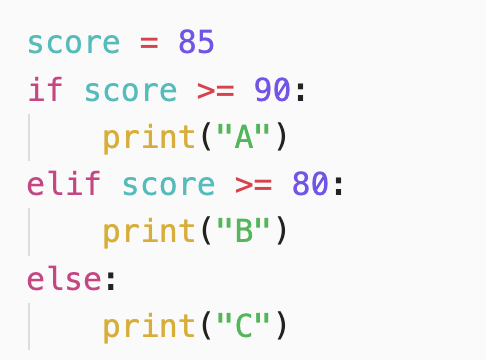 score = 85
if score >= 90:
    print("A")
elif score >= 80:
    print("B")
else:
    print("C")